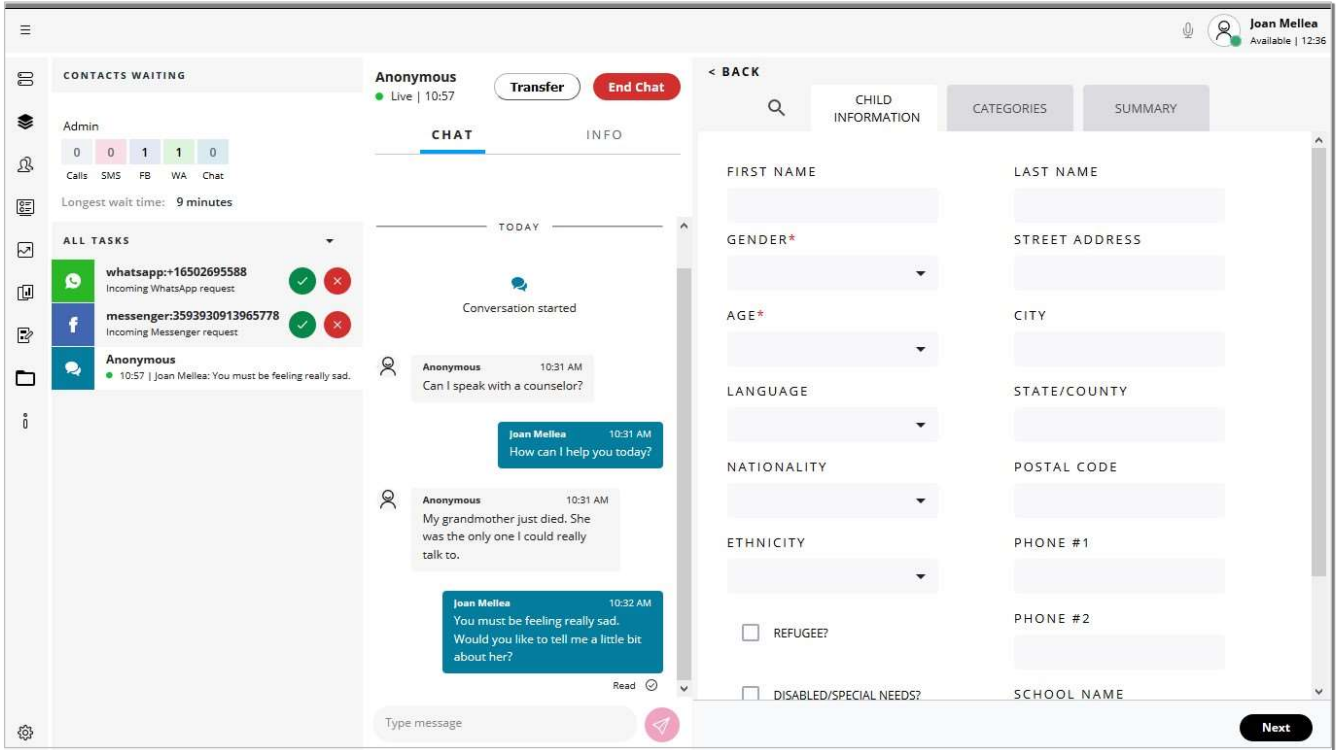 Joan Mellea
Available | 12:36
CONTACTS WAITING
Admin
0 0 1 1 0
Calls SMS FB WA Chat
Longest wait time: 9 minutes
ALL TASKS
whatsapp:+16502695588
Incoming WhatsApp request
messenger:3593930913965778
Incoming Messenger request
Anonymous
10:57 | Joan Mellea: You must be feeling really sad.
Anonymous
Live | 10:57
Transfer
End Chat
CHAT INFO
TODAY
Conversation started
Anonymous 10:31 AM
Can I speak with a counselor?
Joan Mellea 10:31 AM
How can I help you today?
Anonymous 10:31 AM
My grandmother just died. She
was the only one I could really
talk to.
Joan Mellea 10:32 AM
You must be feeling really sad.
Would you like to tell me a little bit
about her?
Read
Type message
< BACK
CHILD
INFORMATION
CATEGORIES
SUMMARY
FIRST NAME
LAST NAME
GENDER*
STREET ADDRESS
AGE*
CITY
LANGUAGE
STATE/COUNTY
NATIONALITY
POSTAL CODE
ETHNICITY
PHONE #1
REFUGEE?
PHONE #2
DISABLED/SPECIAL NEEDS?
SCHOOL NAME
Next